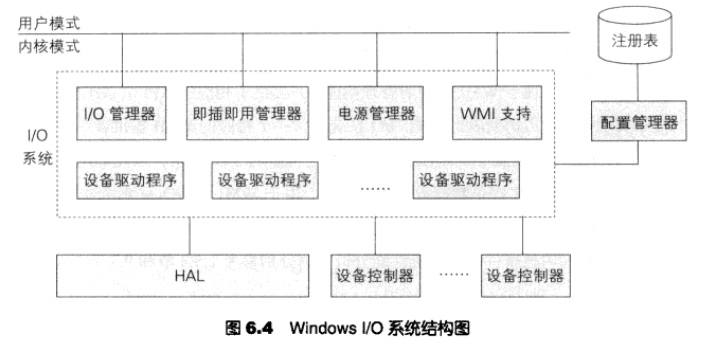 用户模式
内核模式
注册表
I/O 管理器
即插即用管理器
电源管理器
WMI 支持
配置管理器
I/O
系统
设备驱动程序
设备驱动程序
……
设备驱动程序
HAL
设备控制器
……
设备控制器
图 6.4 Windows I/O 系统结构图